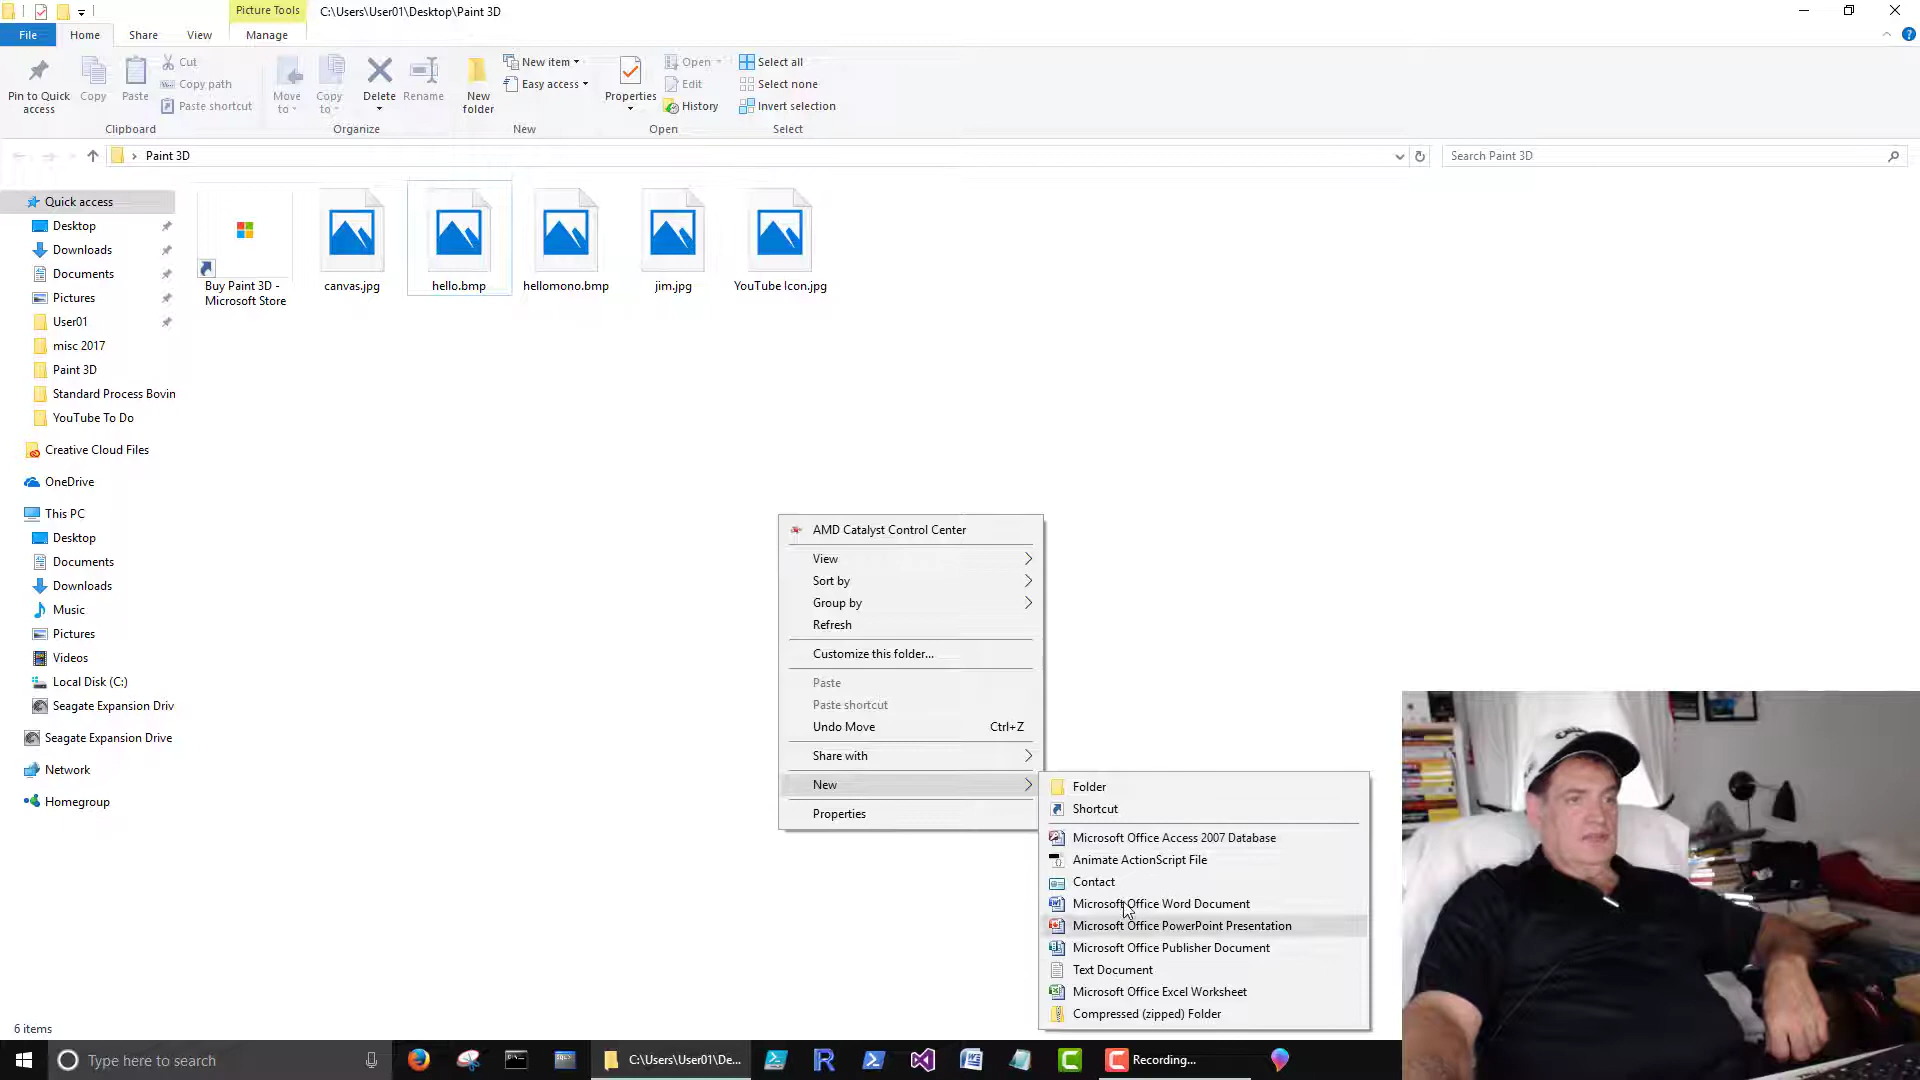 Picture Tools
C:\Users\User01\Desktop\Paint 3D
File
Home
Share
View
Manage
Pin to Quick
access
Copy
Paste
Cut
Copy path
Paste shortcut
Clipboard
Move
to
Copy
to
Delete
Rename
Organize
New
folder
New item
Easy access
New
Properties
Open
Edit
History
Open
Select all
Select none
Invert selection
Select
Paint 3D
Search Paint 3D
Quick access
Desktop
Downloads
Documents
Pictures
User01
misc 2017
Paint 3D
Standard Process Bovin
YouTube To Do
Creative Cloud Files
OneDrive
This PC
Desktop
Documents
Downloads
Music
Pictures
Videos
Local Disk (C:)
Seagate Expansion Driv
Seagate Expansion Drive
Network
Homegroup
Buy Paint 3D -
Microsoft Store
canvas.jpg
hello.bmp
hellomono.bmp
jim.jpg
YouTube Icon.jpg
AMD Catalyst Control Center
View
Sort by
Group by
Refresh
Customize this folder...
Paste
Paste shortcut
Undo Move Ctrl+Z
Share with
New
Properties
Folder
Shortcut
Microsoft Office Access 2007 Database
Animate ActionScript File
Contact
Microsoft Office Word Document
Microsoft Office PowerPoint Presentation
Microsoft Office Publisher Document
Text Document
Microsoft Office Excel Worksheet
Compressed (zipped) Folder
6 items
Type here to search
C:\Users\User01\De...
Recording...